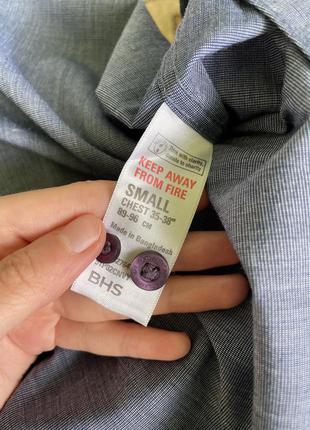 KEEP AWAY
FROM FIRE
SMALL
CHEST 35-38"
89-96 CM
Made in Bangladesh
BHS